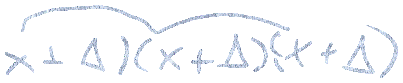 x + Δ)(x + Δ)(x + Δ)